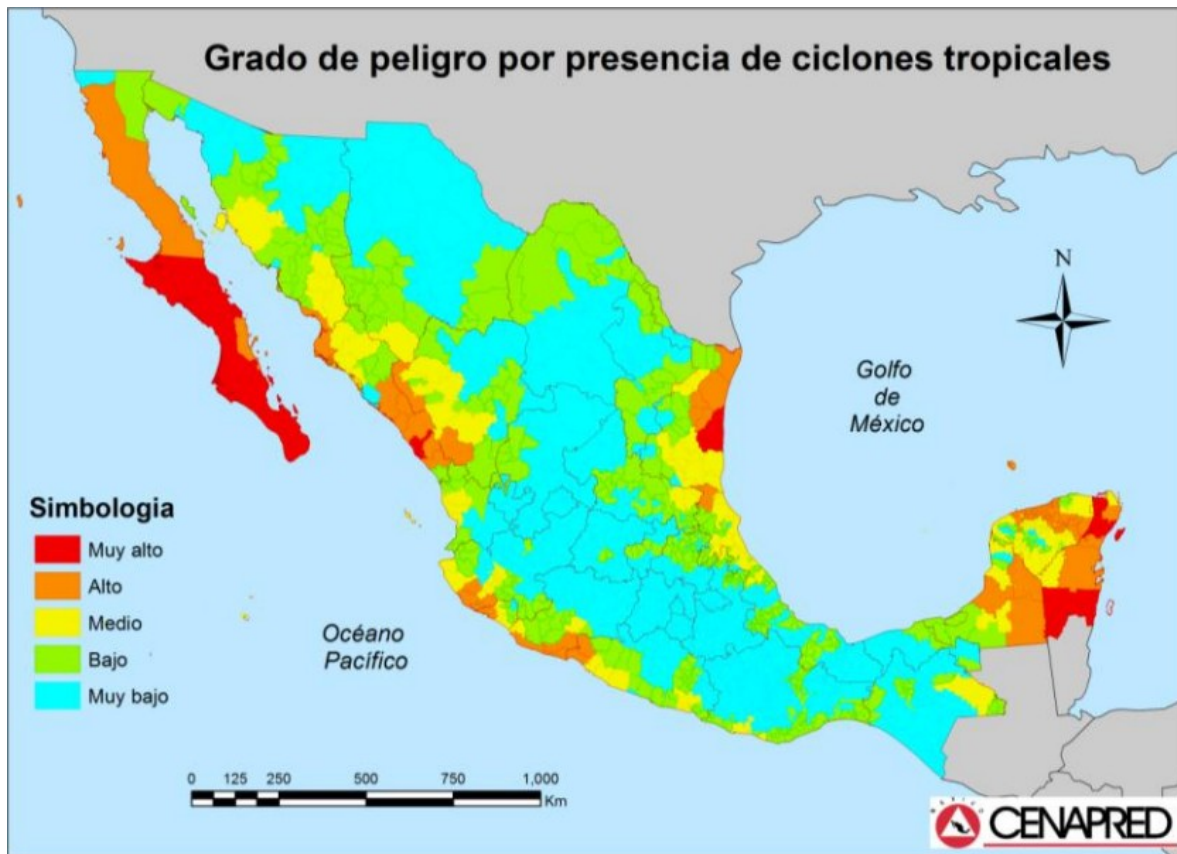 Grado de peligro por presencia de ciclones tropicales
N
Golfo
de
México
Simbologia
Muy alto
Alto
Medio
Bajo
Muy bajo
Océano
Pacífico
0 125 250 500 750 1,000
Km
MÉXICO
CENAPRED